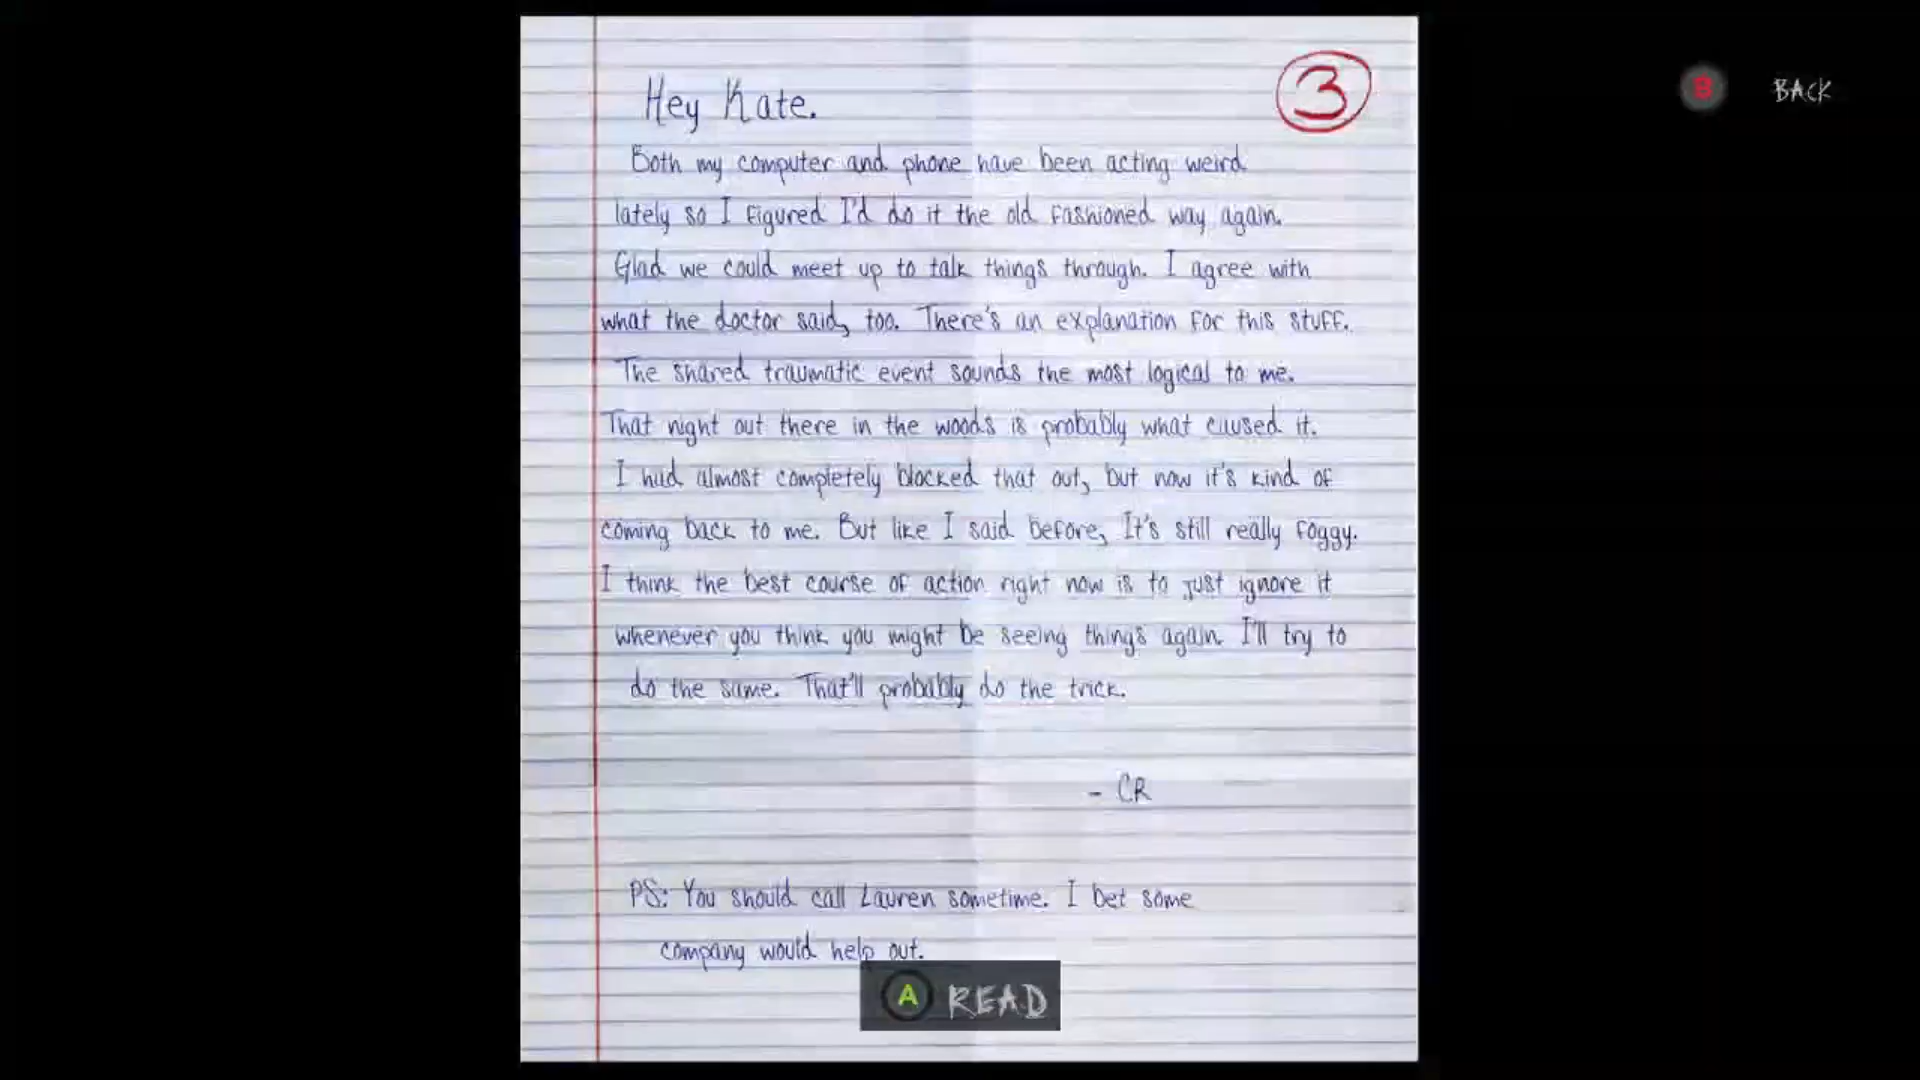 Hey Kate.
3
B BACK
Both my computer and phone have been acting weird
lately so I figured I'd do it the old fashioned way again.
Glad we could meet up to talk things through. I agree with
what the doctor said, too. There's an explanation for this stuff.
The shared traumatic event sounds the most logical to me.
That night out there in the woods is probably what caused it.
I had almost completely blocked that out, but now it's kind of
coming back to me. But like I said before, It's still really foggy.
I think the best course of action right now is to just ignore it
whenever you think you might be seeing things again. I'll try to
do the same. That'll probably do the trick.
- CR
PS: You should call Lauren sometime. I bet some
company would help out.
A READ